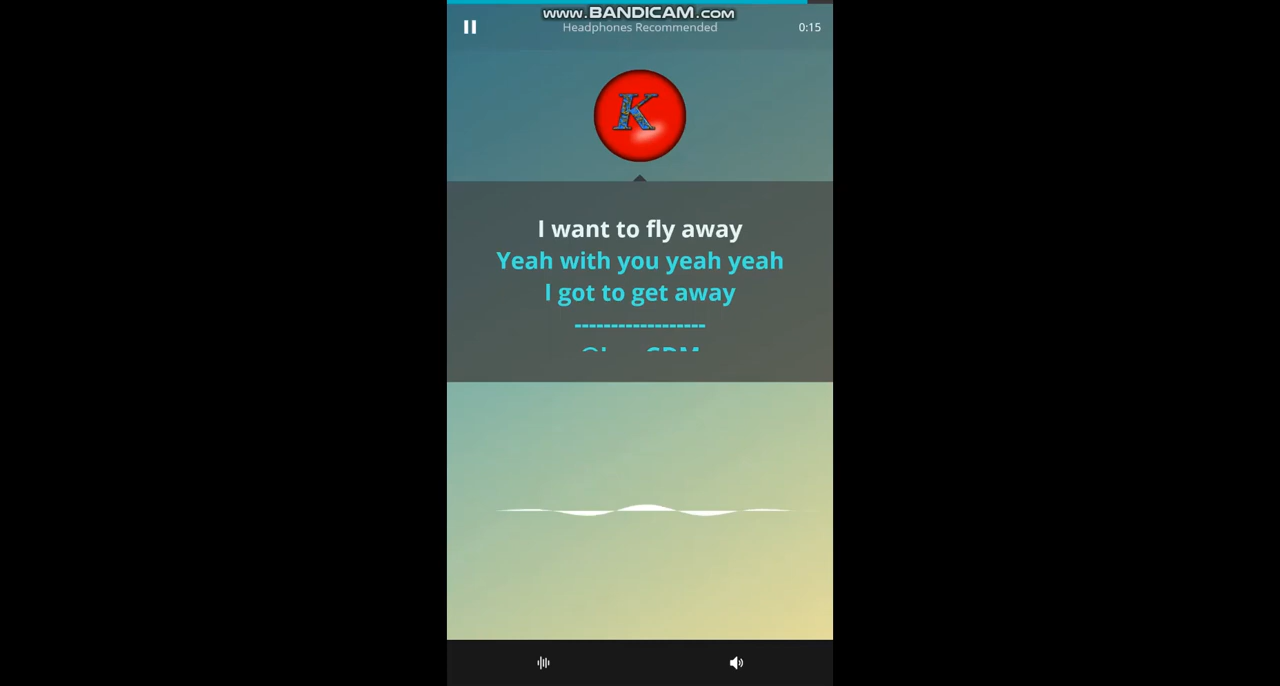 www.BANDICAM.com
Headphones Recommended
0:15
K
I want to fly away
Yeah with you yeah yeah
I got to get away
------------------